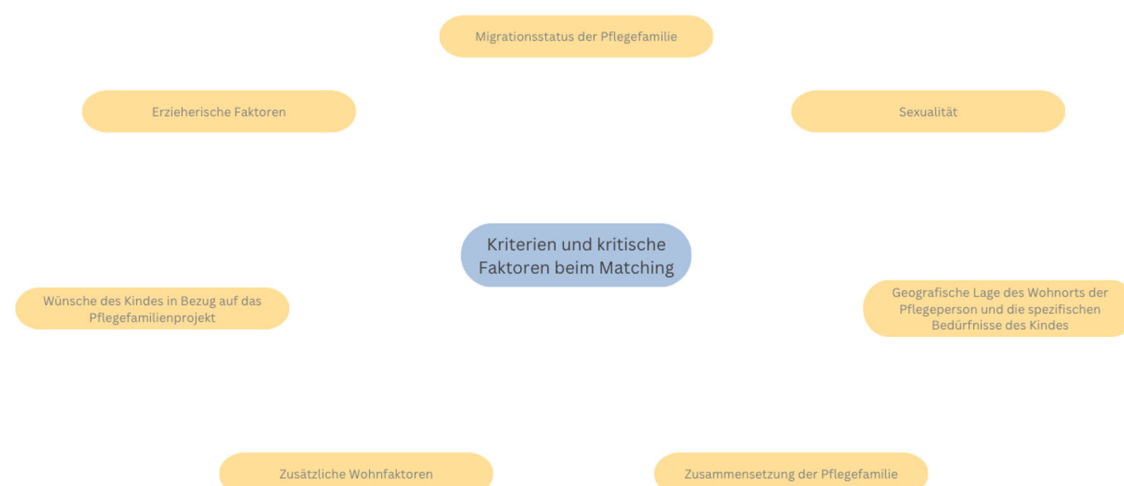 Migrationsstatus der Pflegefamilie
Erzieherische Faktoren
Sexualität
Kriterien und kritische
Faktoren beim Matching
Wünsche des Kindes in Bezug auf das
Pflegefamilienprojekt
Geografische Lage des Wohnorts der
Pflegeperson und die spezifischen
Bedürfnisse des Kindes
Zusätzliche Wohnfaktoren
Zusammensetzung der Pflegefamilie